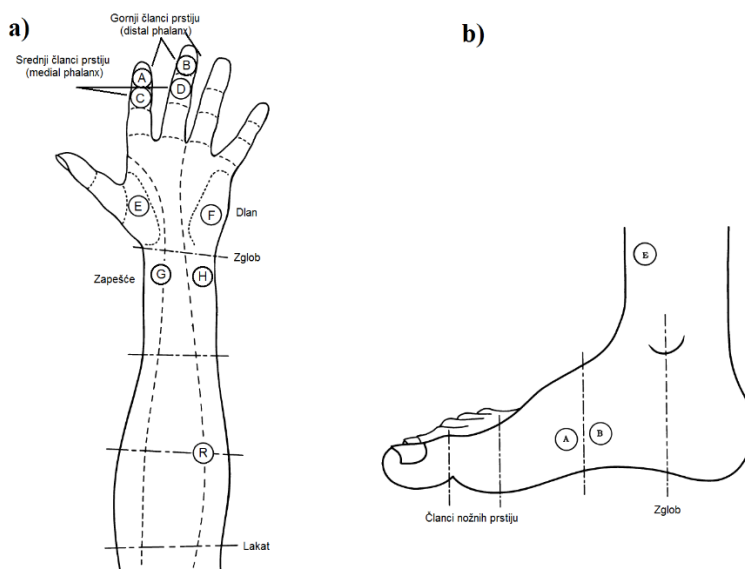 a)
Gornji članci prstiju
(distal phalanx)
Srednji članci prstiju
(medial phalanx)
A
B
C
D
E
F
Dlan
Zglob
Zapešće
G
H
R
Lakat
b)
E
A
B
Članci nožnih prstiju
Zglob